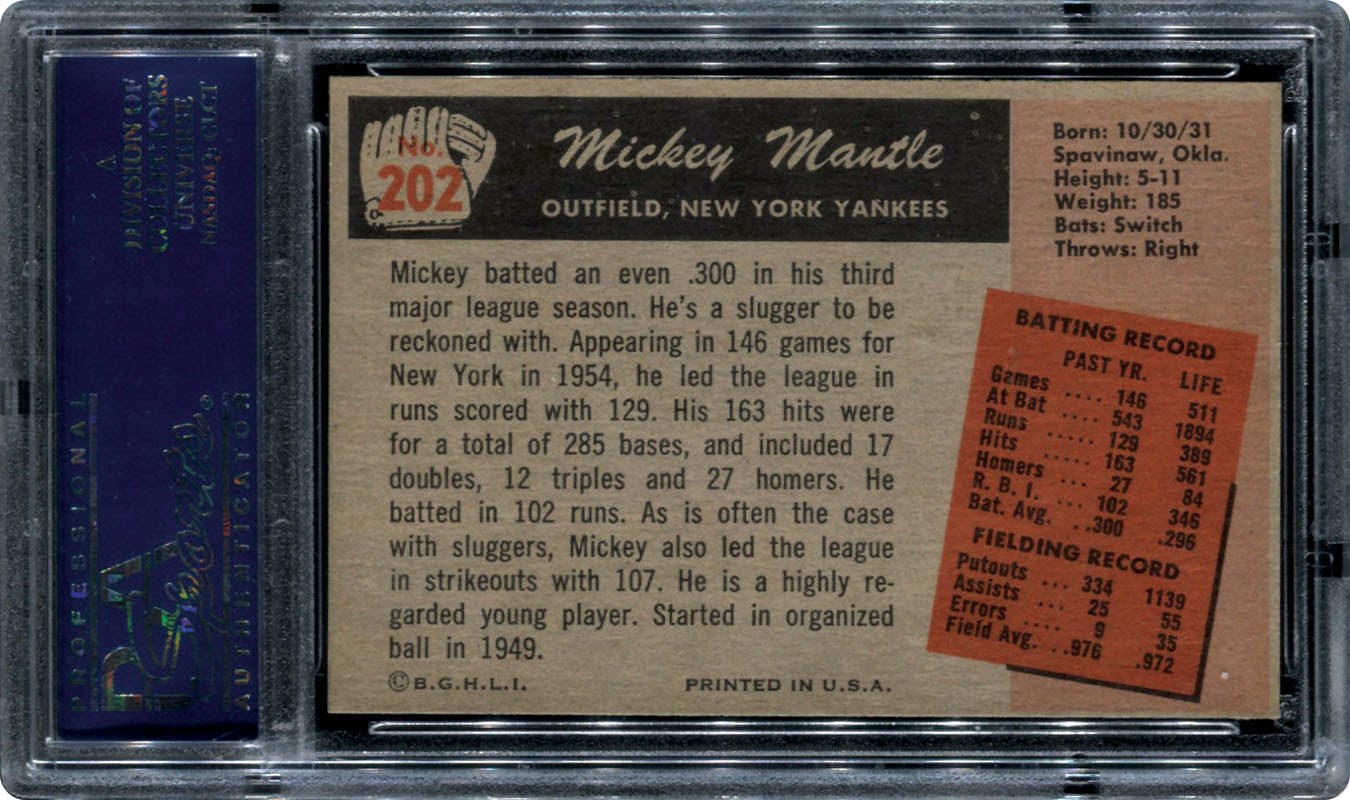 A
DIVISION OF
COLLECTORS
UNIVERSE
NASDAQ: CLCT
PROFESSIONAL
PSA
SPORTS
AUTHENTICATOR
No.
202
Mickey Mantle
OUTFIELD, NEW YORK YANKEES
Born: 10/30/31
Spavinaw, Okla.
Height: 5-11
Weight: 185
Bats: Switch
Throws: Right
Mickey batted an even .300 in his third
major league season. He's a slugger to be
reckoned with. Appearing in 146 games for
New York in 1954, he led the league in
runs scored with 129. His 163 hits were
for a total of 285 bases, and included 17
doubles, 12 triples and 27 homers. He
batted in 102 runs. As is often the case
with sluggers, Mickey also led the league
in strikeouts with 107. He is a highly re-
garded young player. Started in organized
ball in 1949.
©B.G.H.L.I. PRINTED IN U.S.A.
BATTING RECORD
PAST YR. LIFE
Games .... 146 511
At Bat .... 543 1894
Runs ..... 129 389
Hits ..... 163 561
Homers .... 27 84
R. B. I. ... 102 346
Bat. Avg. ...300 .296
FIELDING RECORD
Putouts ... 334 1139
Assists ... 25 55
Errors .... 9 35
Field Avg. ...976 .972